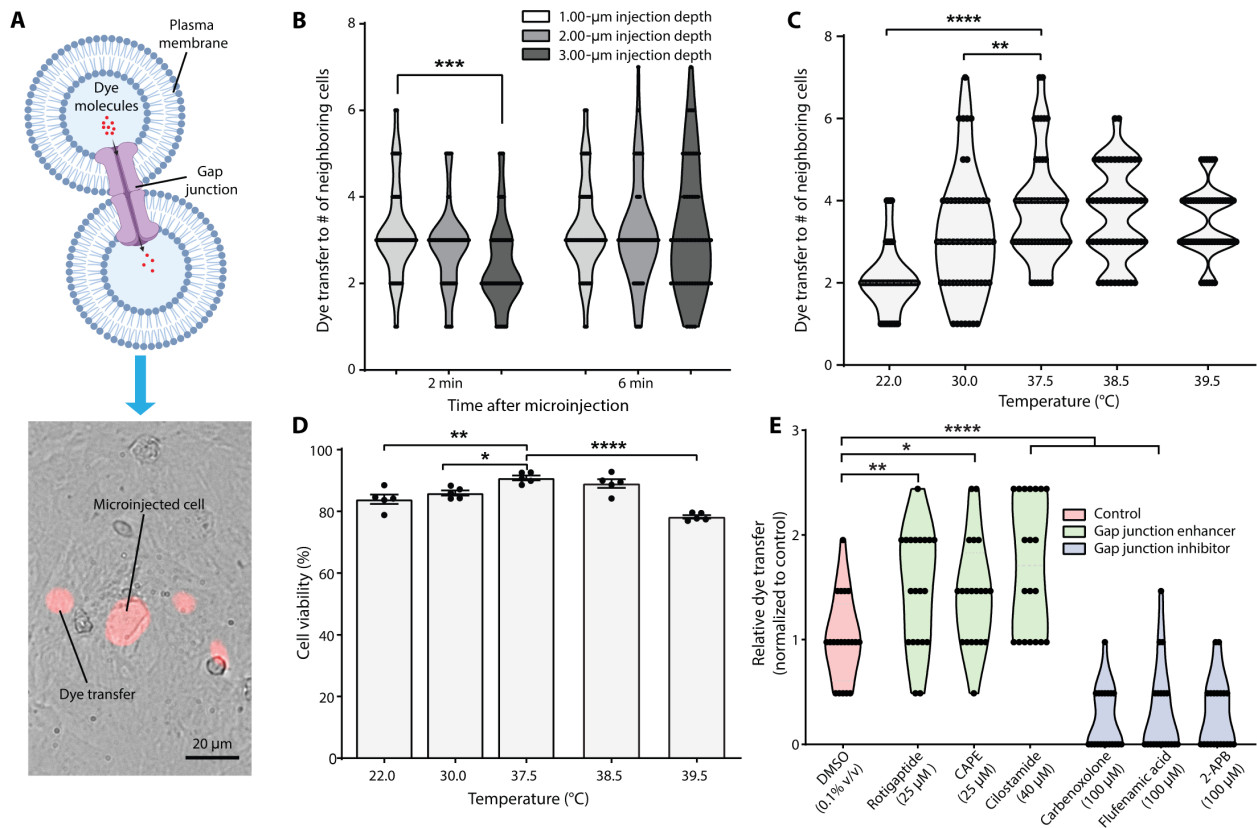 A
Plasma
membrane
Dye
molecules
Gap
junction
Microinjected cell
Dye transfer
20 µm
B
1.00-µm injection depth
2.00-µm injection depth
3.00-µm injection depth
Dye transfer to # of neighboring cells
8
6
4
2
0
***
2 min
6 min
Time after microinjection
C
Dye transfer to # of neighboring cells
8
6
4
2
0
****
**
22.0
30.0
37.5
38.5
39.5
Temperature (°C)
D
Cell viability (%)
100
80
60
40
20
0
**
*
****
22.0
30.0
37.5
38.5
39.5
Temperature (°C)
E
Relative dye transfer
(normalized to control)
3
2
1
0
****
*
**
Control
Gap junction enhancer
Gap junction inhibitor
DMSO
(0.1% v/v)
Rotigaptide
(25 µM )
CAPE
(25 µM)
Cilostamide
(40 µM)
Carbenoxolone
(100 µM)
Flufenamic acid
(100 µM)
2-APB
(100 µM)